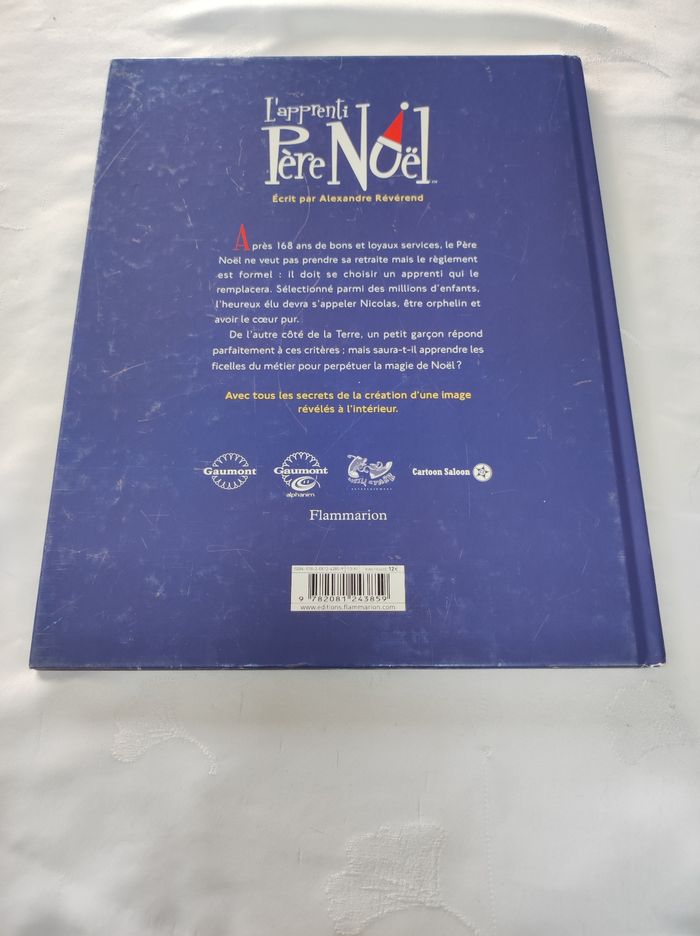 L'apprenti
Père Noël
Écrit par Alexandre Révérend
Après 168 ans de bons et loyaux services, le Père
Noël ne veut pas prendre sa retraite mais le règlement
est formel : il doit se choisir un apprenti qui le
remplacera. Sélectionné parmi des millions d'enfants,
l'heureux élu devra s'appeler Nicolas, être orphelin et
avoir le cœur pur.
De l'autre côté de la Terre, un petit garçon répond
parfaitement à ces critères ; mais saura-t-il apprendre les
ficelles du métier pour perpétuer la magie de Noël ?
Avec tous les secrets de la création d'une image
révélés à l'intérieur.
Gaumont
Gaumont
alphanim
Cartoon Saloon
Flammarion
12€
9 782081 243859
www.editions.flammarion.com